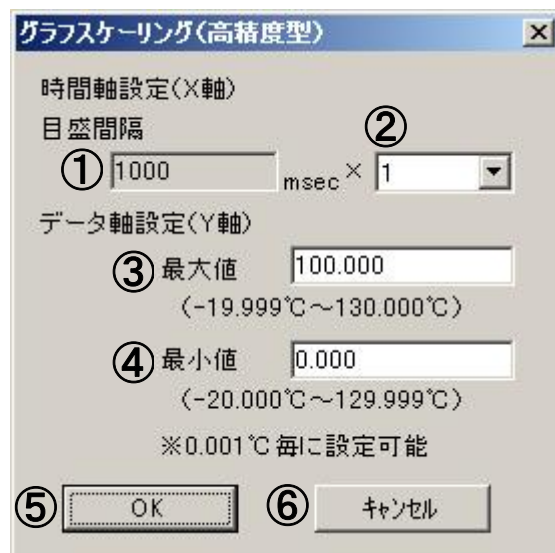 グラフスケーリング(高精度型)
時間軸設定(X軸)
目盛間隔
② 
① 1000 msec × 1
データ軸設定(Y軸)
③ 最大値 100.000
(-19.999℃～130.000℃)
④ 最小値 0.000
(-20.000℃～129.999℃)
※0.001℃毎に設定可能
⑤ OK ⑥ キャンセル